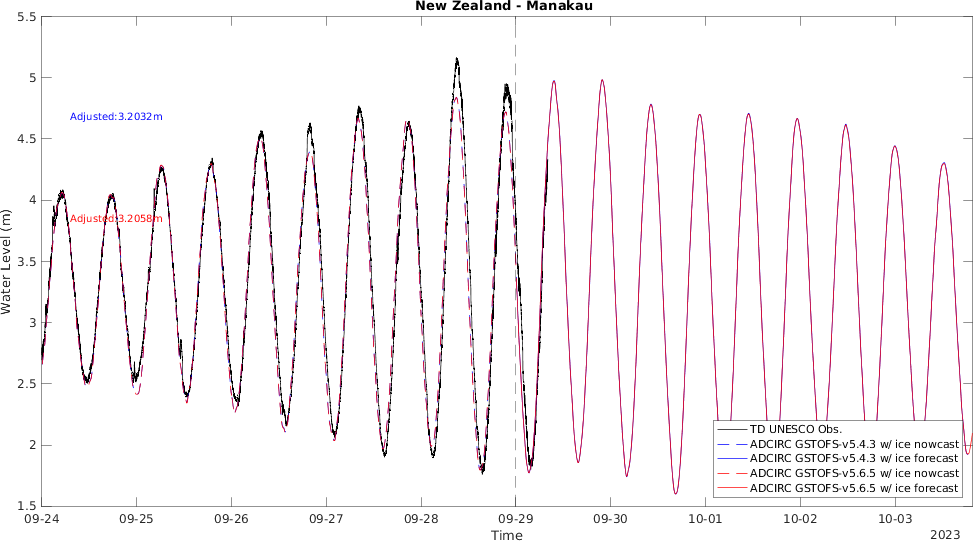 New Zealand - Manakau
5.5
5
4.5
4
3.5
3
2.5
2
1.5
Water Level (m)
Adjusted:3.2032m
Adjusted:3.2058m
TD UNESCO Obs.
ADCIRC GSTOFS-v5.4.3 w/ ice nowcast
ADCIRC GSTOFS-v5.4.3 w/ ice forecast
ADCIRC GSTOFS-v5.6.5 w/ ice nowcast
ADCIRC GSTOFS-v5.6.5 w/ ice forecast
09-24 09-25 09-26 09-27 09-28 09-29 09-30 10-01 10-02 10-03
Time
2023